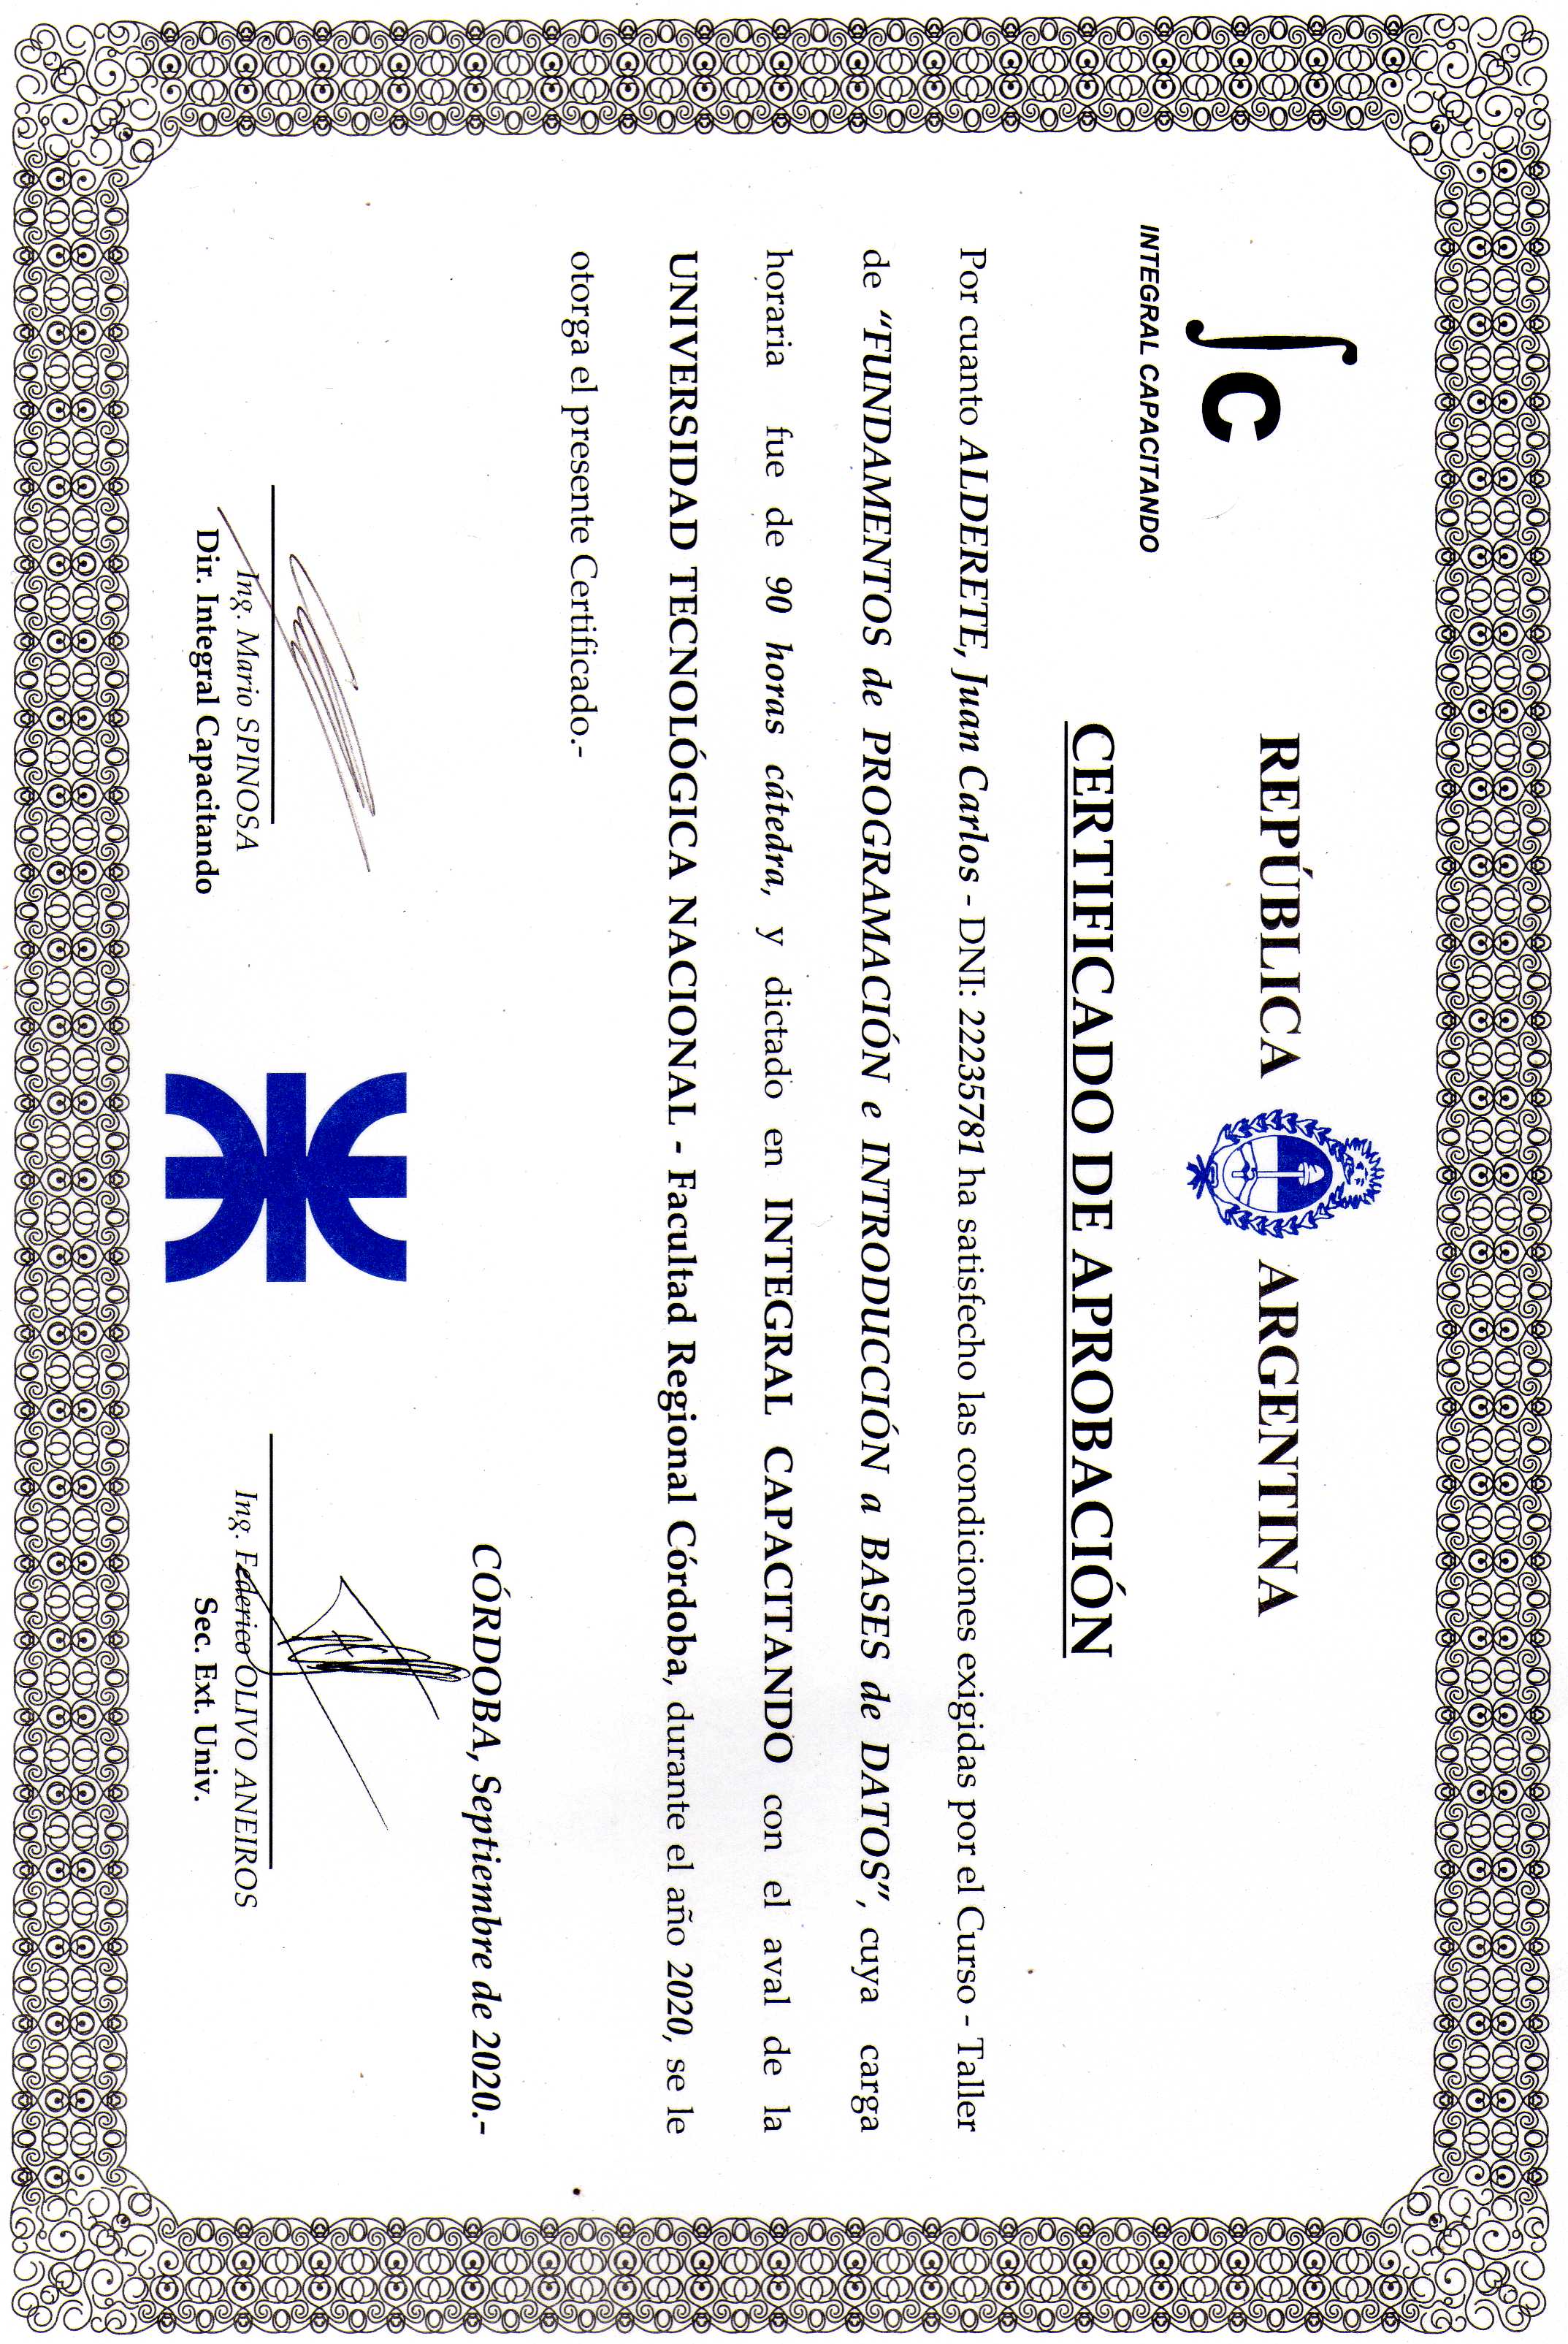 ∫c
INTEGRAL CAPACITANDO
REPÚBLICA ARGENTINA
CERTIFICADO DE APROBACIÓN
Por cuanto ALDERETE, Juan Carlos - DNI: 22235781 ha satisfecho las condiciones exigidas por el Curso - Taller
de “FUNDAMENTOS de PROGRAMACIÓN e INTRODUCCIÓN a BASES de DATOS”, cuya carga
horaria fue de 90 horas cátedra, y dictado en INTEGRAL CAPACITANDO con el aval de la
UNIVERSIDAD TECNOLÓGICA NACIONAL - Facultad Regional Córdoba, durante el año 2020, se le
otorga el presente Certificado.-
CÓRDOBA, Septiembre de 2020.-
Ing. Mario SPINOSA
Dir. Integral Capacitando
Ing. Federico OLIVO ANEIROS
Sec. Ext. Univ.